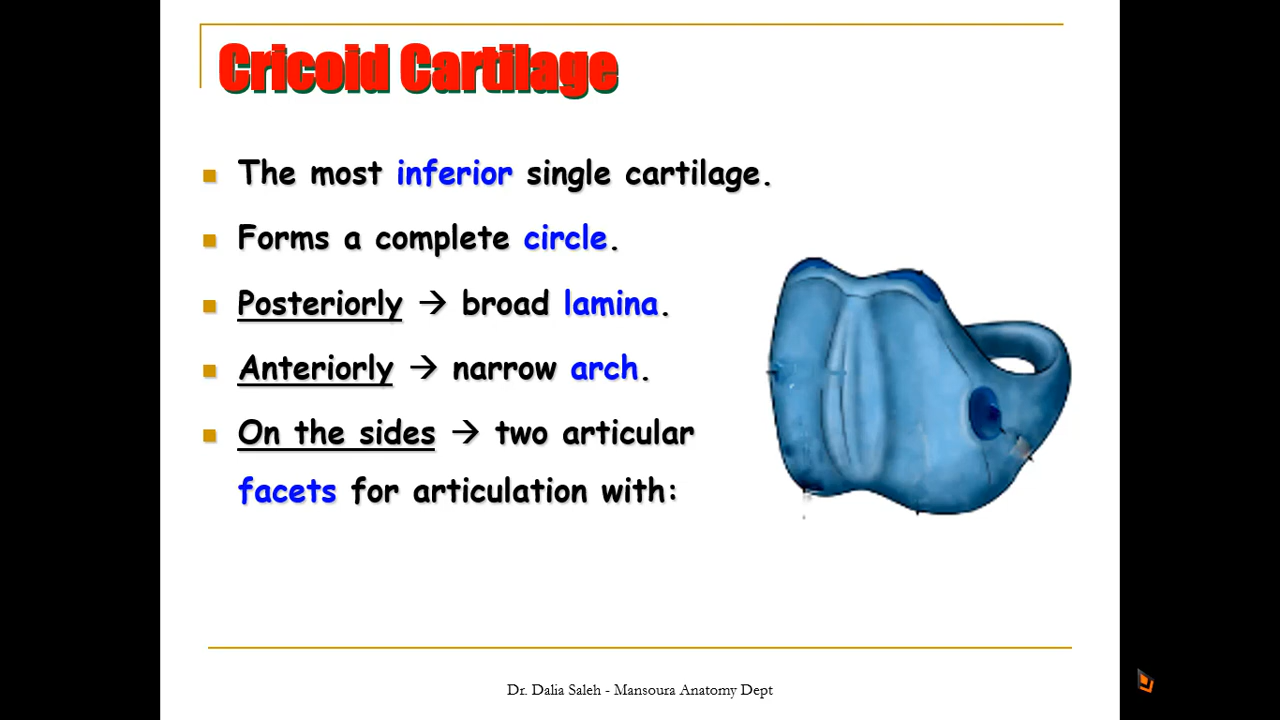 Cricoid Cartilage
The most inferior single cartilage.
Forms a complete circle.
Posteriorly → broad lamina.
Anteriorly → narrow arch.
On the sides → two articular
facets for articulation with:
Dr. Dalia Saleh - Mansoura Anatomy Dept